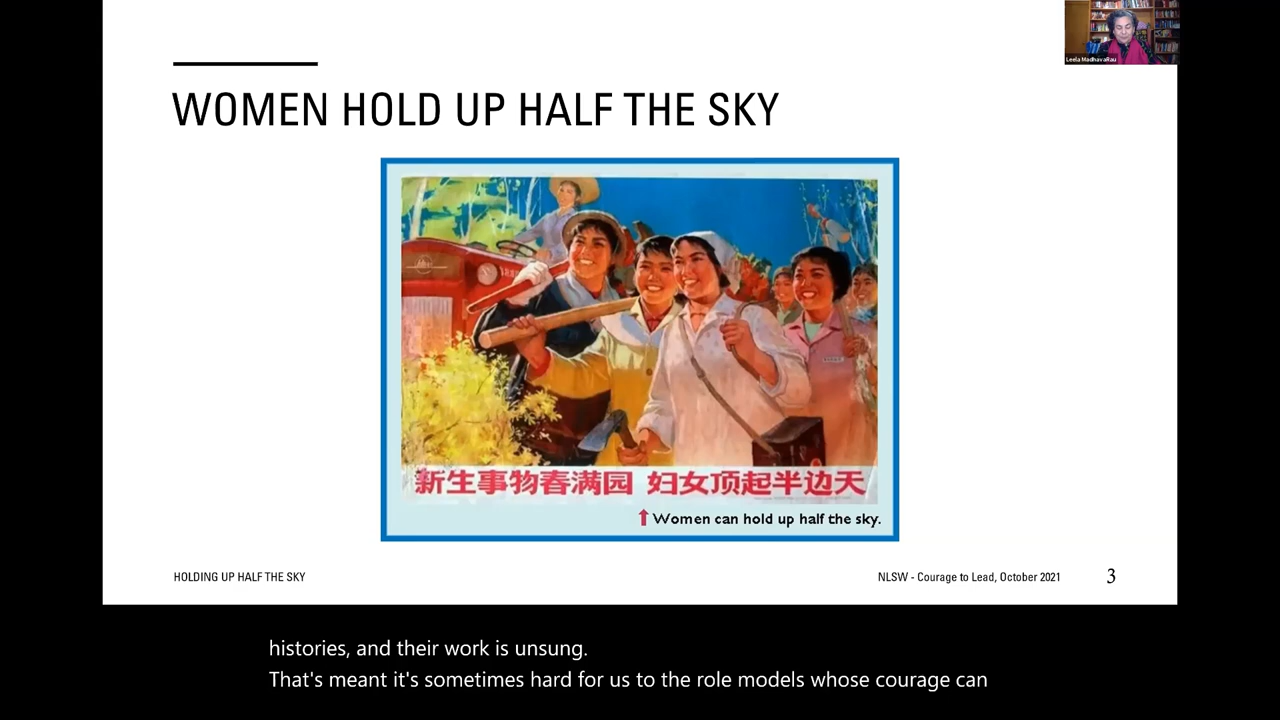 Leela MadhavaRau
WOMEN HOLD UP HALF THE SKY
新生事物春满园 妇女顶起半边天
Women can hold up half the sky.
HOLDING UP HALF THE SKY
NLSW - Courage to Lead, October 2021
3
histories, and their work is unsung.
That's meant it's sometimes hard for us to the role models whose courage can